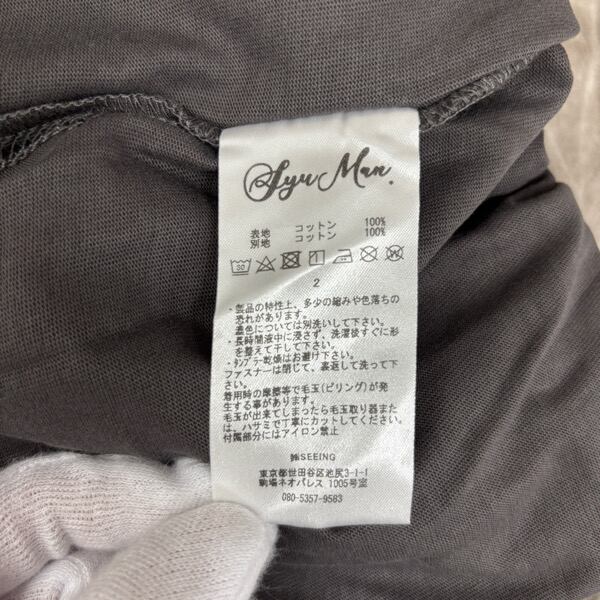 Syu Man.
表地 コットン 100%
別地 コットン 100%
30
2
・製品の特性上、多少の縮みや色落ちの
恐れがあります。
濃色については別洗いして下さい。
・長時間液中に浸さず、洗濯後すぐに形
を整えて干して下さい。
・タンブラー乾燥はお避け下さい。
ファスナーは閉じて、裏返して洗って下
さい。
着用時の摩擦等で毛玉(ピリング)が発
生する事があります。
毛玉が出来てしまったら毛玉取り器また
は、ハサミで丁寧にカットしてください。
付属部分にはアイロン禁止
㈱SEEING
東京都世田谷区池尻3-1-1
駒場ネオパレス 1005号室
080-5357-9583